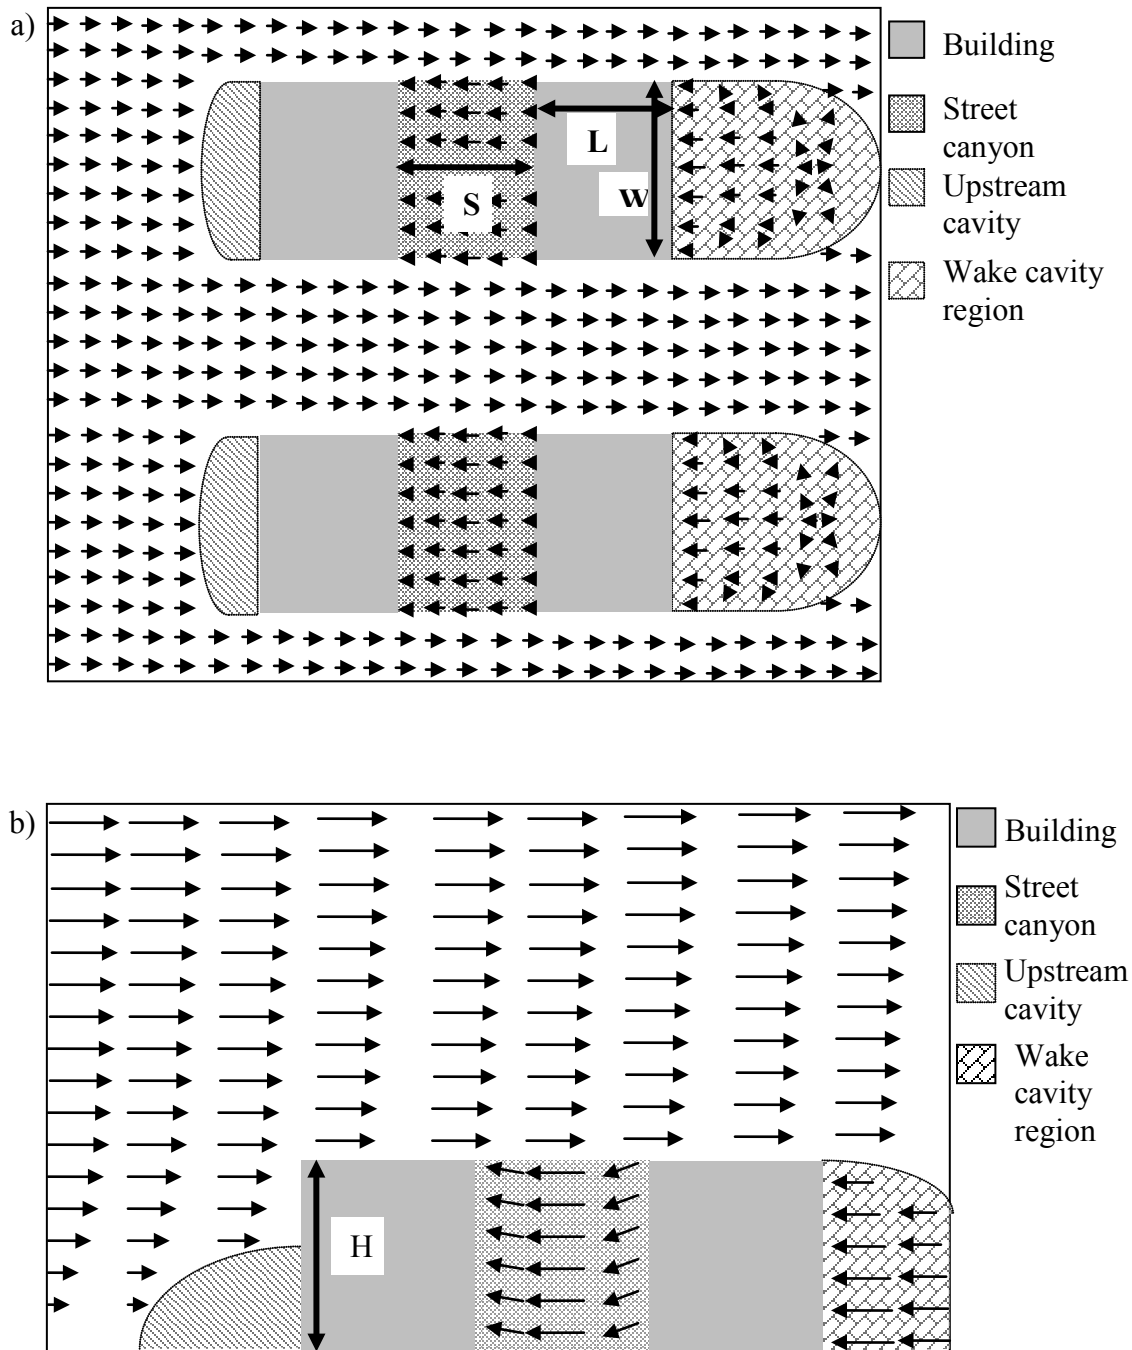 a)
Building
Street
canyon
Upstream
cavity
Wake cavity
region
L
W
S
b)
Building
Street
canyon
Upstream
cavity
Wake
cavity
region
H